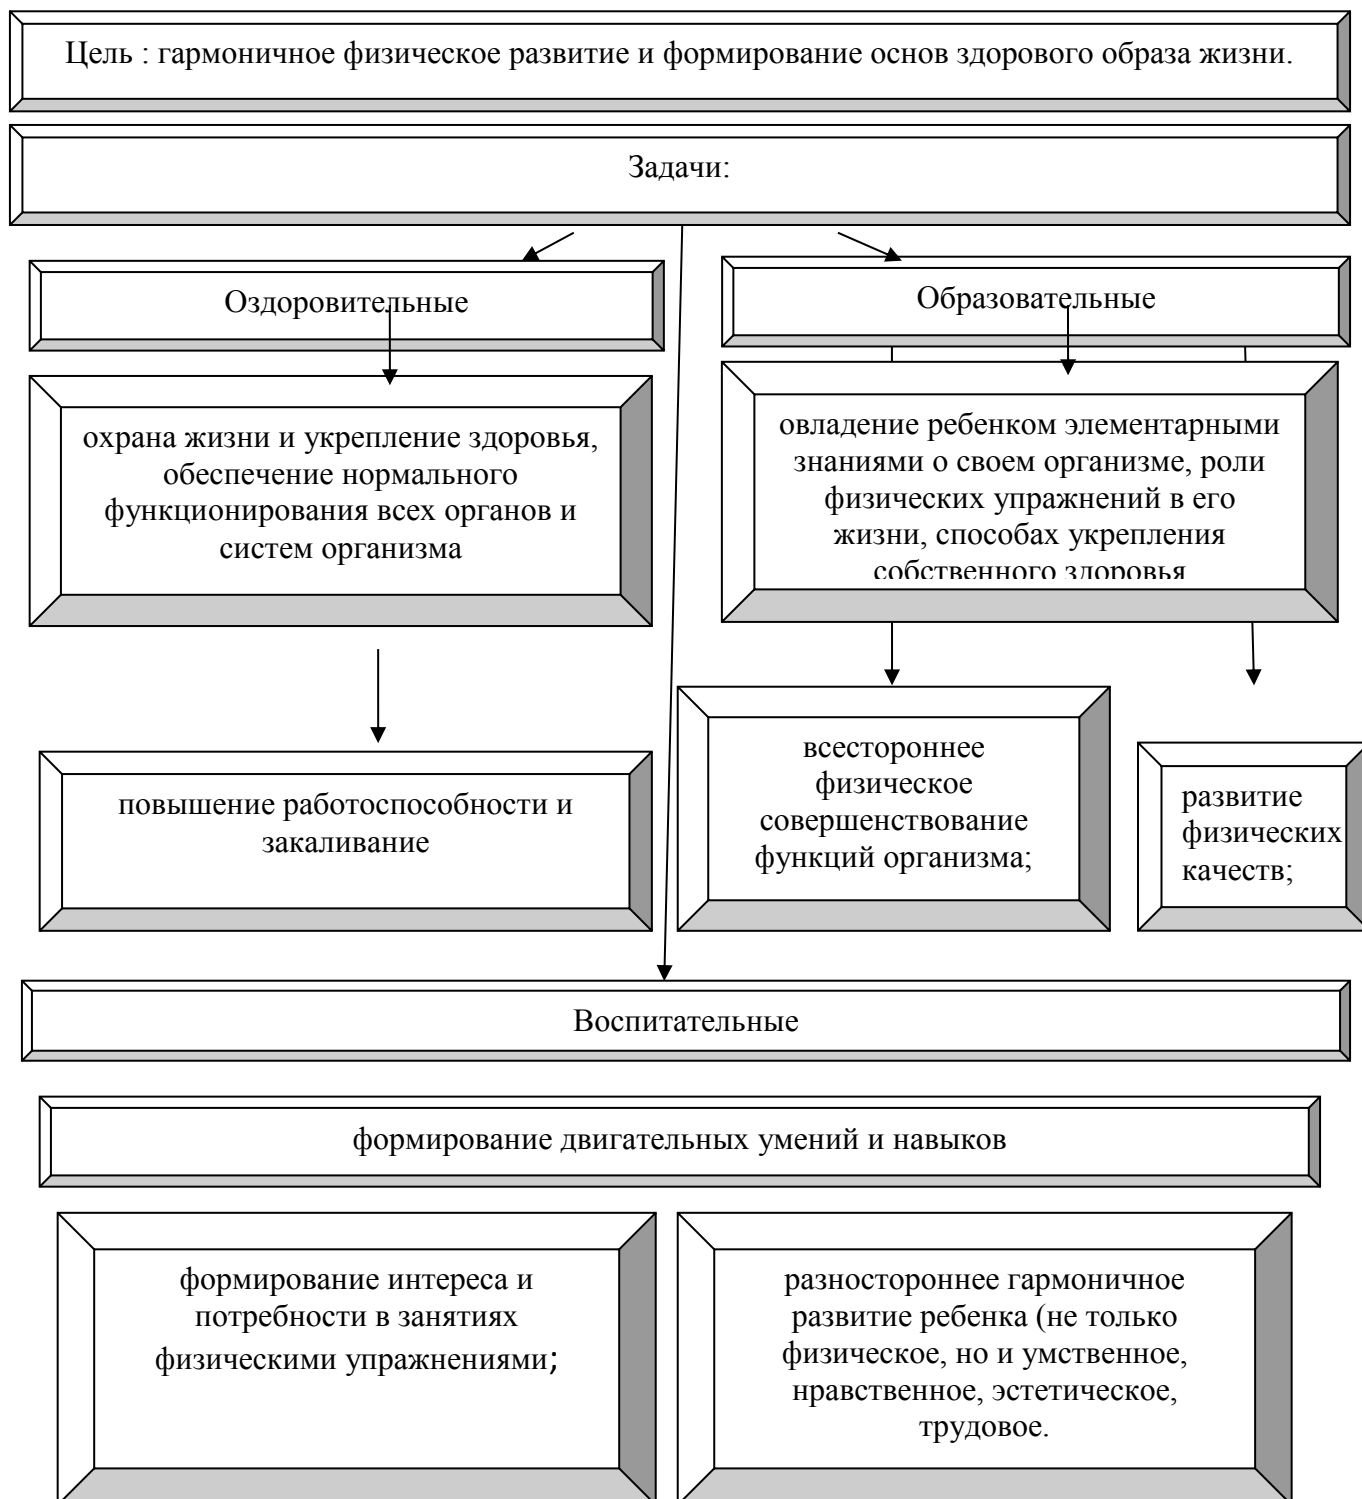 Цель : гармоничное физическое развитие и формирование основ здорового образа жизни.
Задачи:
Оздоровительные
Образовательные
охрана жизни и укрепление здоровья,
обеспечение нормального
функционирования всех органов и
систем организма
овладение ребенком элементарными
знаниями о своем организме, роли
физических упражнений в его
жизни, способах укрепления
собственного здоровья
повышение работоспособности и
закаливание
всестороннее
физическое
совершенствование
функций организма;
развитие
физических
качеств;
Воспитательные
формирование двигательных умений и навыков
формирование интереса и
потребности в занятиях
физическими упражнениями;
разностороннее гармоничное
развитие ребенка (не только
физическое, но и умственное,
нравственное, эстетическое,
трудовое.